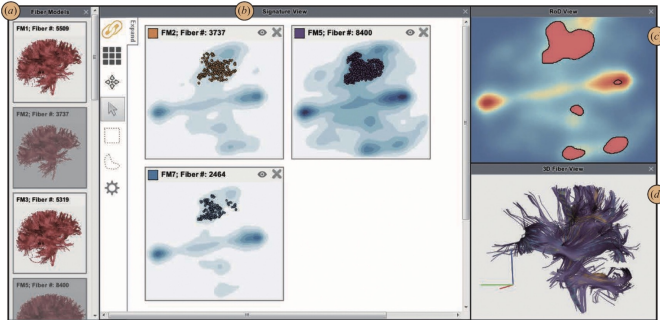 (a)
Fiber Models
FM1; Fiber #: 5509
FM2; Fiber #: 3737
FM3; Fiber #: 5319
FM5; Fiber #: 8400
(b)
Signature View
Expand
FM2; Fiber #: 3737
FM5; Fiber #: 8400
FM7; Fiber #: 2464
RoD View
(c)
3D Fiber View
(d)